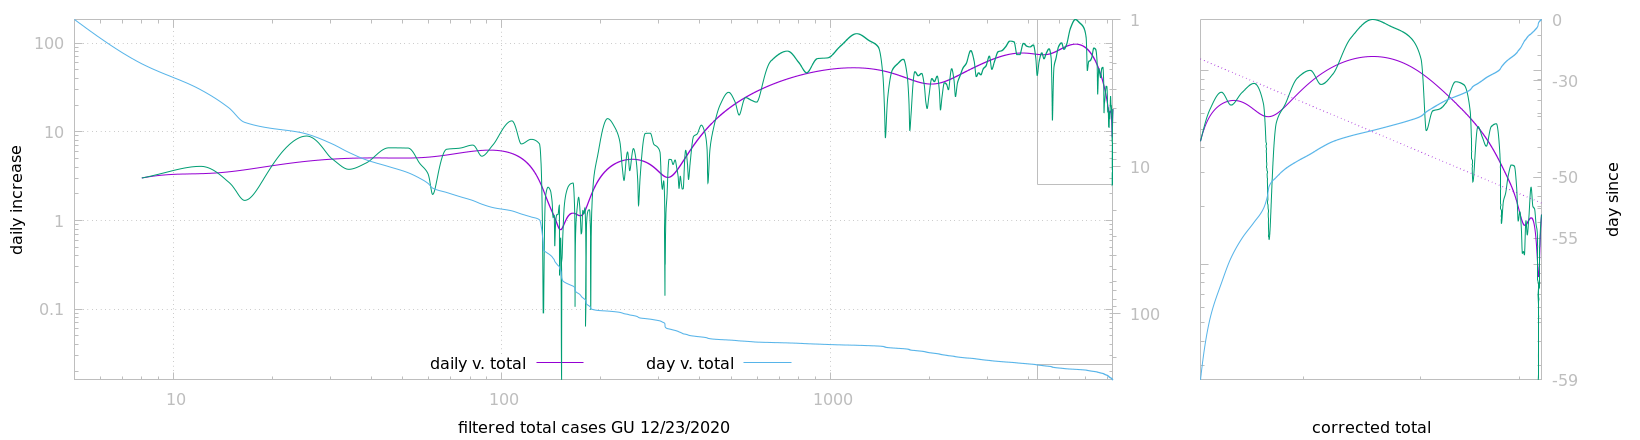 daily increase
100
10
1
0.1
daily v. total
day v. total
10
100
1000
filtered total cases GU 12/23/2020
1
10
100
0
-30
-50
-55
-59
day since
corrected total